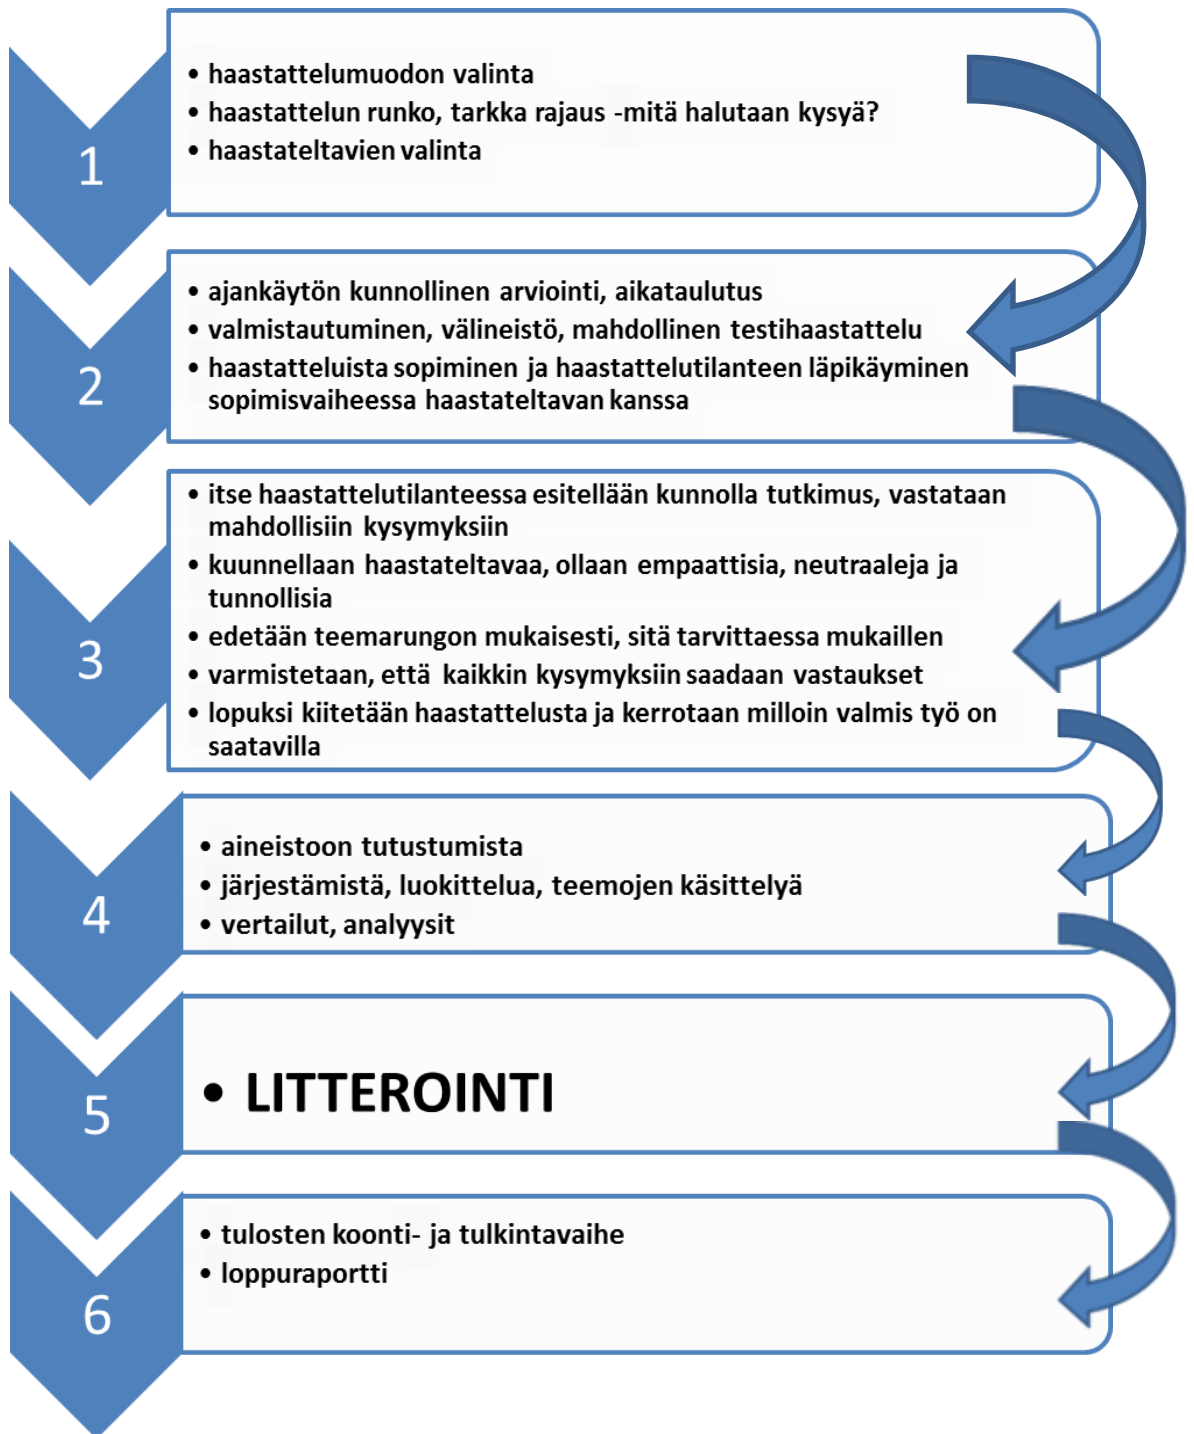 1
• haastattelumuodon valinta
• haastattelun runko, tarkka rajaus -mitä halutaan kysyä?
• haastateltavien valinta
2
• ajankäytön kunnollinen arviointi, aikataulutus
• valmistautuminen, välineistö, mahdollinen testihaastattelu
• haastatteluista sopiminen ja haastattelutilanteen läpikäyminen
sopimisvaiheessa haastateltavan kanssa
3
• itse haastattelutilanteessa esitellään kunnolla tutkimus, vastataan
mahdollisiin kysymyksiin
• kuunnellaan haastateltavaa, ollaan empaattisia, neutraaleja ja
tunnollisia
• edetään teemarungon mukaisesti, sitä tarvittaessa mukaillen
• varmistetaan, että kaikkin kysymyksiin saadaan vastaukset
• lopuksi kiitetään haastattelusta ja kerrotaan milloin valmis työ on
saatavilla
4
• aineistoon tutustumista
• järjestämistä, luokittelua, teemojen käsittelyä
• vertailut, analyysit
5
• LITTEROINTI
6
• tulosten koonti- ja tulkintavaihe
• loppuraportti